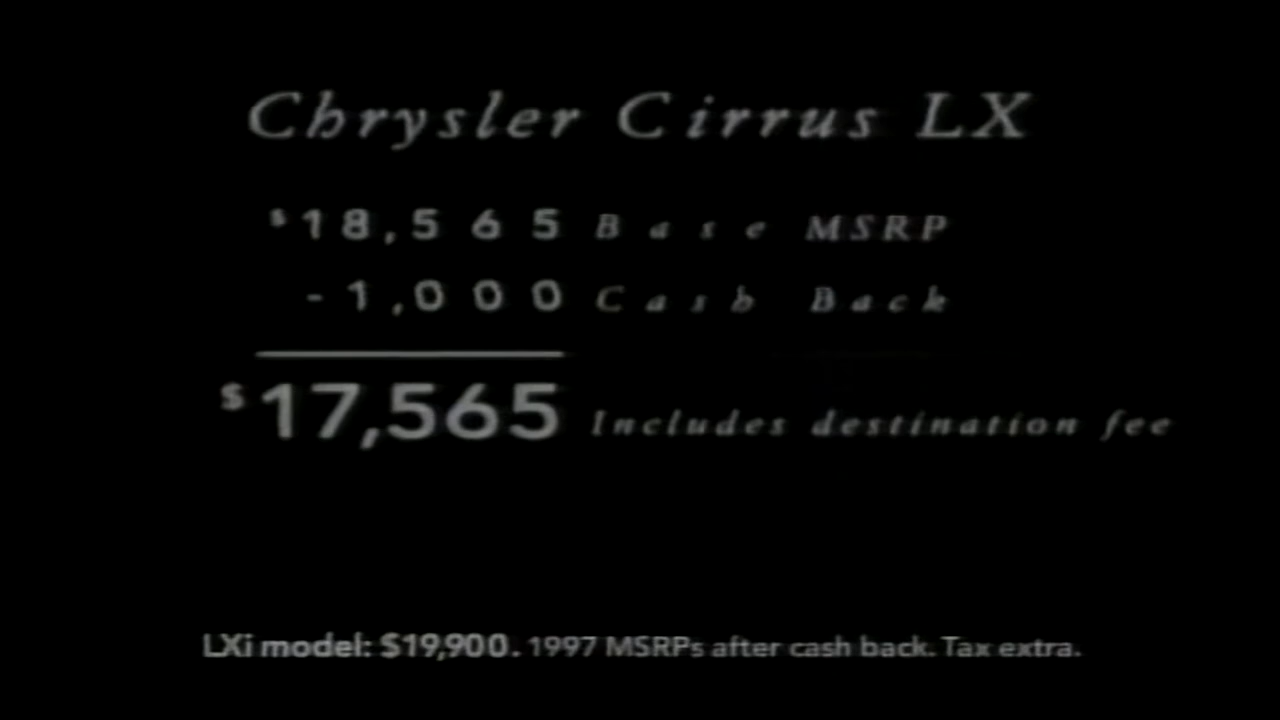 Chrysler Cirrus LX
$18,565 Base MSRP
-1,000 Cash Back
$17,565 Includes destination fee
LXi model: $19,900. 1997 MSRPs after cash back. Tax extra.